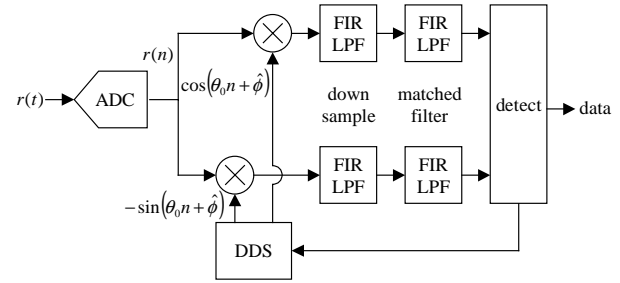 r(t)
ADC
r(n)
cos(θ₀n + φ̂)
−sin(θ₀n + φ̂)
FIR
LPF
FIR
LPF
down
sample
matched
filter
FIR
LPF
FIR
LPF
detect
data
DDS